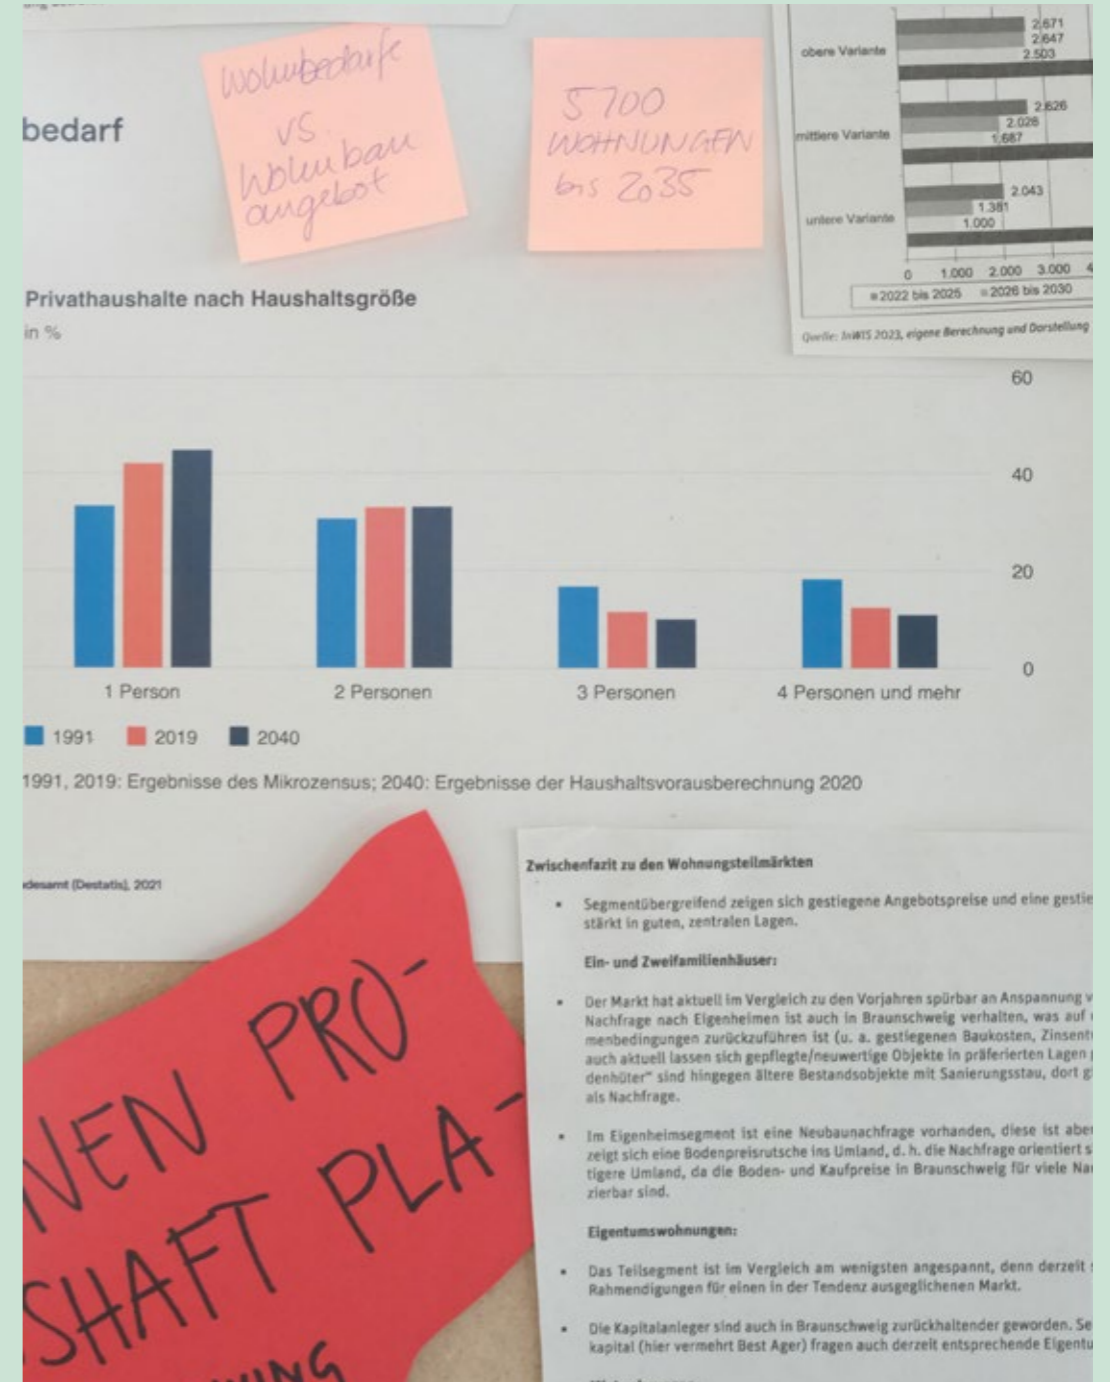 bedarf
Wohnbedarfe
vs
Wohnbau
angebot
5700
WOHNUNGEN
bis 2035
obere Variante
2.671
2.647
2.503
mittlere Variante
2.626
2.026
1.687
untere Variante
2.043
1.381
1.000
0 1.000 2.000 3.000 4
2022 bis 2025 2026 bis 2030
Quelle: InWIS 2023, eigene Berechnung und Darstellung
Privathaushalte nach Haushaltsgröße
in %
60
40
20
0
1 Person 2 Personen 3 Personen 4 Personen und mehr
1991 2019 2040
1991, 2019: Ergebnisse des Mikrozensus; 2040: Ergebnisse der Haushaltsvorausberechnung 2020
desamt (Destatis), 2021
NEN PRO-
SHAFT PLA-
Zwischenfazit zu den Wohnungsteilmärkten
▪ Segmentübergreifend zeigen sich gestiegene Angebotspreise und eine gestie
stärkt in guten, zentralen Lagen.
Ein- und Zweifamilienhäuser:
▪ Der Markt hat aktuell im Vergleich zu den Vorjahren spürbar an Anspannung v
Nachfrage nach Eigenheimen ist auch in Braunschweig verhalten, was auf
menbedingungen zurückzuführen ist (u. a. gestiegenen Baukosten, Zinsent
auch aktuell lassen sich gepflegte/neuwertige Objekte in präferierten Lagen
denhüter" sind hingegen ältere Bestandsobjekte mit Sanierungsstau, dort g
als Nachfrage.
▪ Im Eigenheimsegment ist eine Neubaunachfrage vorhanden, diese ist abe
zeigt sich eine Bodenpreisrutsche ins Umland, d. h. die Nachfrage orientiert s
tigere Umland, da die Boden- und Kaufpreise in Braunschweig für viele Na
zierbar sind.
Eigentumswohnungen:
▪ Das Teilsegment ist im Vergleich am wenigsten angespannt, denn derzeit
Rahmendigungen für einen in der Tendenz ausgeglichenen Markt.
▪ Die Kapitalanleger sind auch in Braunschweig zurückhaltender geworden. Se
kapital (hier vermehrt Best Ager) fragen auch derzeit entsprechende Eigentu